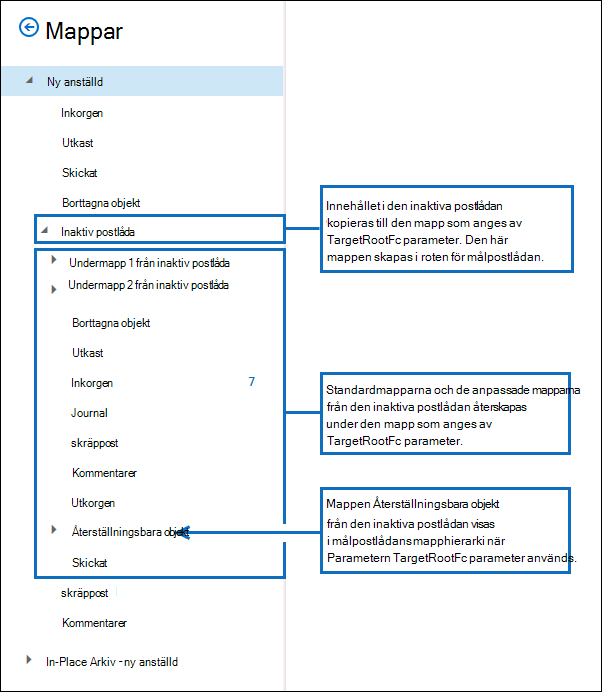 Mappar
Ny anställd
Inkorgen
Utkast
Skickat
Borttagna objekt
Inaktiv postlåda
Undermapp 1 från inaktiv postlåda
Undermapp 2 från inaktiv postlåda
Borttagna objekt
Utkast
Inkorgen 7
Journal
skräppost
Kommentarer
Utkorgen
Återställningsbara objekt
Skickat
skräppost
Kommentarer
In-Place Arkiv - ny anställd
Innehållet i den inaktiva postlådan
kopieras till den mapp som anges av
TargetRootFc parameter. Den här
mappen skapas i roten för målpostlådan.
Standardmapparna och de anpassade mapparna
från den inaktiva postlådan återskapas
under den mapp som anges av
TargetRootFc parameter.
Mappen Återställningsbara objekt
från den inaktiva postlådan visas
i målpostlådans mapphierarki när
Parametern TargetRootFc parameter används.